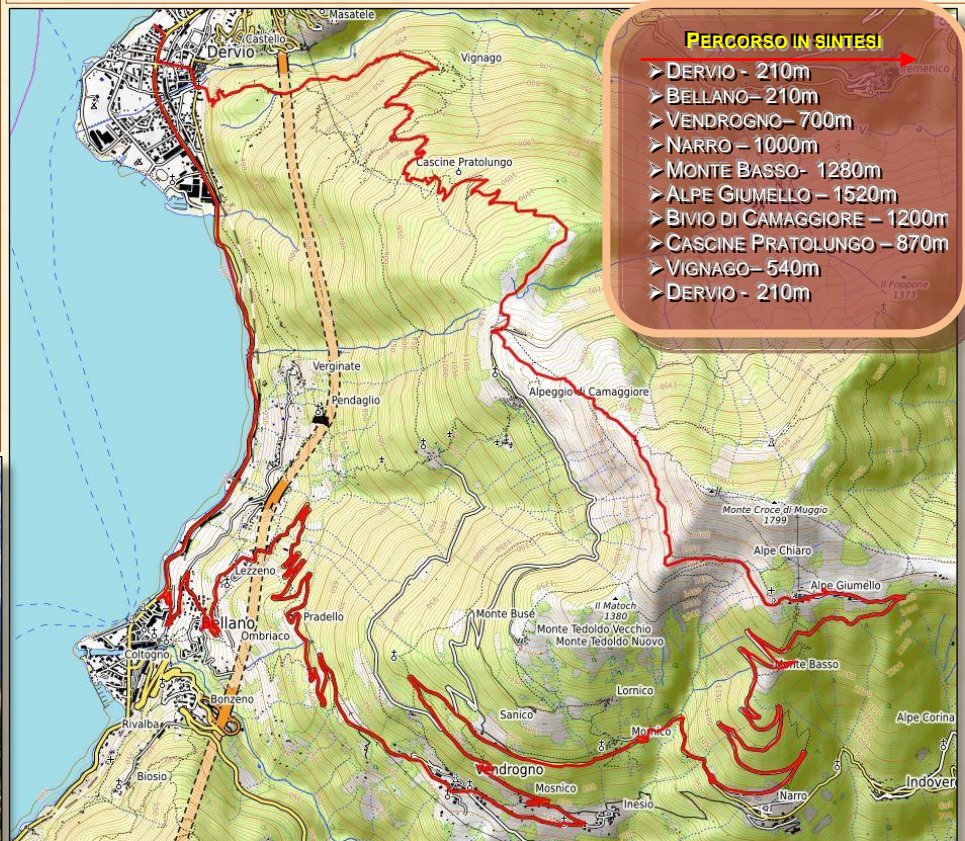 PERCORSO IN SINTESI
➢DERVIO - 210m
➢BELLANO– 210m
➢VENDROGNO– 700m
➢NARRO – 1000m
➢MONTE BASSO- 1280m
➢ALPE GIUMELLO – 1520m
➢BIVIO DI CAMAGGIORE – 1200m
➢CASCINE PRATOLUNGO – 870m
➢VIGNAGO– 540m
➢DERVIO - 210m
Masatele
Castello
Dervio
Vignago
Cascine Pratolungo
Il Foppone
1373
Verginate
Pendaglio
Alpeggio di Camaggiore
Monte Croce di Muggio
1799
Alpe Chiaro
Alpe Giumello
Lezzeno
Pradello
Bellano
Ombriaco
Monte Busé
Il Matoch
1380
Monte Tedoldo Vecchio
Monte Tedoldo Nuovo
Monte Basso
Coltogno
Bonzeno
Lornico
Sanico
Mornico
Alpe Corina
Rivalba
Biosio
Vendrogno
Mosnico
Inesio
Narro
Indovero